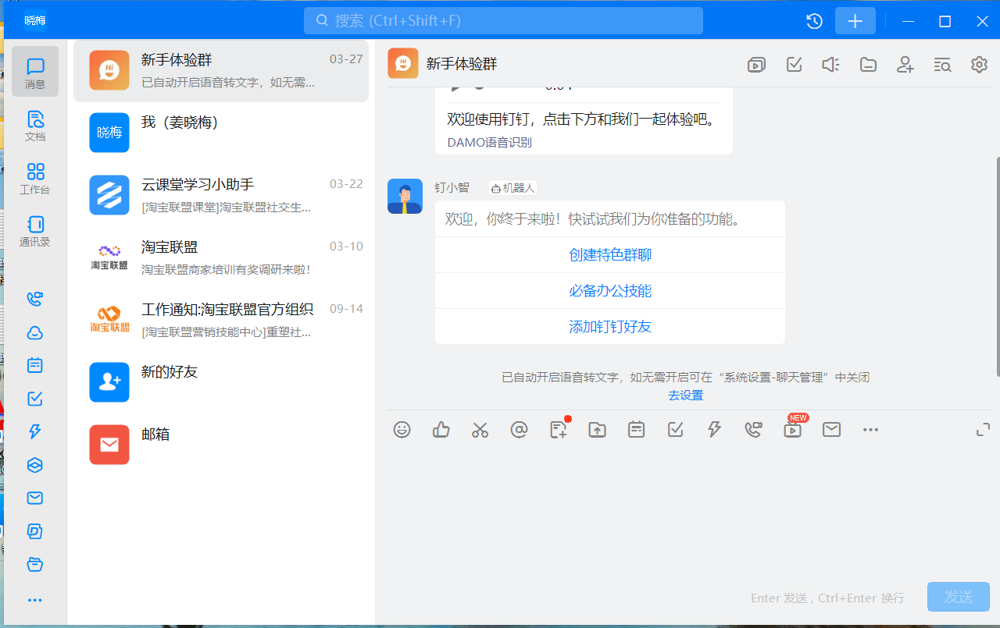 晓梅
搜索 (Ctrl+Shift+F)
消息
文档
工作台
通讯录
Hi
新手体验群
03-27
已自动开启语音转文字，如无需...
晓梅
我（姜晓梅）
云课堂学习小助手
03-22
[淘宝联盟课堂]淘宝联盟社交生...
淘宝联盟
淘宝联盟
03-10
淘宝联盟商家培训有奖调研来啦！
淘宝联盟
工作通知:淘宝联盟官方组织
09-14
[淘宝联盟营销技能中心]重塑社...
新的好友
邮箱
Hi
新手体验群
欢迎使用钉钉，点击下方和我们一起体验吧。
DAMO语音识别
钉小智
机器人
欢迎，你终于来啦！快试试我们为你准备的功能。
创建特色群聊
必备办公技能
添加钉钉好友
已自动开启语音转文字，如无需开启可在“系统设置-聊天管理”中关闭
去设置
NEW
Enter 发送 , Ctrl+Enter 换行
发送